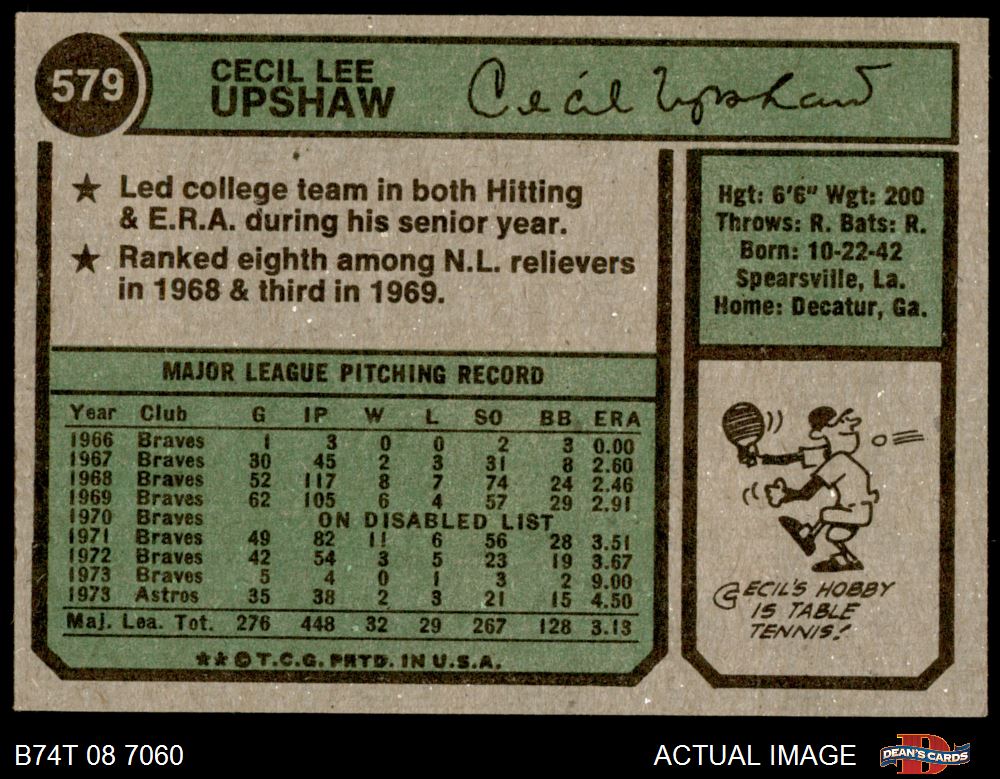 579
CECIL LEE
UPSHAW
Cecil Upshaw
★ Led college team in both Hitting
& E.R.A. during his senior year.
★ Ranked eighth among N.L. relievers
in 1968 & third in 1969.
Hgt: 6'6" Wgt: 200
Throws: R. Bats: R.
Born: 10-22-42
Spearsville, La.
Home: Decatur, Ga.
MAJOR LEAGUE PITCHING RECORD
Year Club G IP W L SO BB ERA
1966 Braves 1 3 0 0 2 3 0.00
1967 Braves 30 45 2 3 31 8 2.60
1968 Braves 52 117 8 7 74 24 2.46
1969 Braves 62 105 6 4 57 29 2.91
1970 Braves ON DISABLED LIST
1971 Braves 49 82 11 6 56 28 3.51
1972 Braves 42 54 3 5 23 19 3.67
1973 Braves 5 4 0 1 3 2 9.00
1973 Astros 35 38 2 3 21 15 4.50
Maj. Lea. Tot. 276 448 32 29 267 128 3.13
★★ © T.C.G. PRTD. IN U.S.A.
CECIL'S HOBBY
IS TABLE
TENNIS!
B74T 08 7060
ACTUAL IMAGE
DEAN'S CARDS